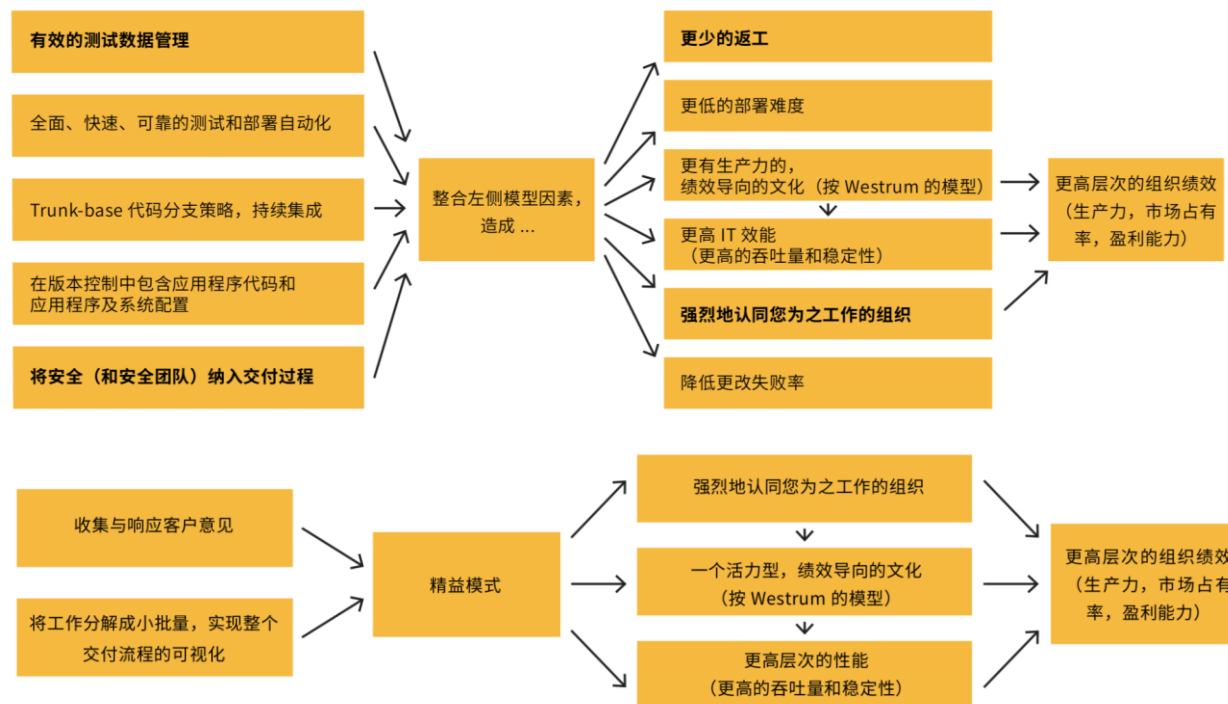 有效的测试数据管理
全面、快速、可靠的测试和部署自动化
Trunk-base 代码分支策略，持续集成
在版本控制中包含应用程序代码和
应用程序及系统配置
将安全（和安全团队）纳入交付过程
整合左侧模型因素，
造成 ...
更少的返工
更低的部署难度
更有生产力的，
绩效导向的文化（按 Westrum 的模型）
更高 IT 效能
（更高的吞吐量和稳定性）
强烈地认同您为之工作的组织
降低更改失败率
更高层次的组织绩效
（生产力，市场占有
率，盈利能力）
收集与响应客户意见
将工作分解成小批量，实现整个
交付流程的可视化
精益模式
强烈地认同您为之工作的组织
一个活力型，绩效导向的文化
（按 Westrum 的模型）
更高层次的性能
（更高的吞吐量和稳定性）
更高层次的组织绩效
（生产力，市场占有
率，盈利能力）